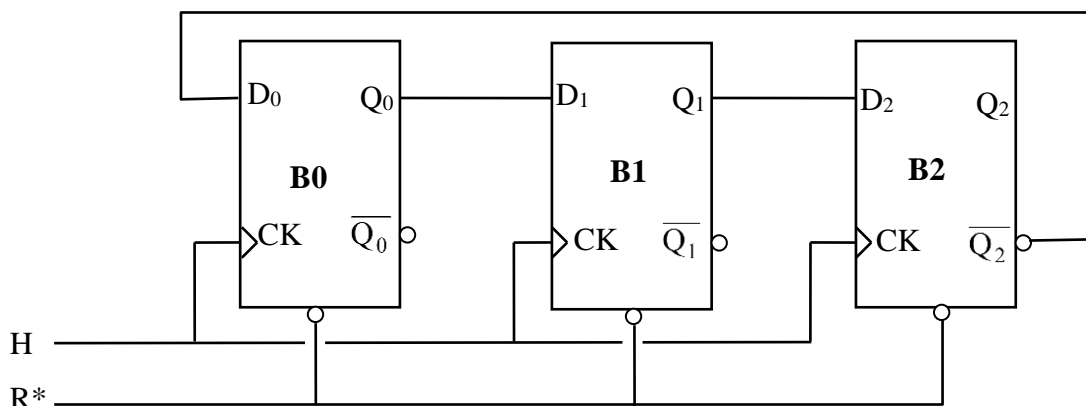 D₀ Q₀ D₁ Q₁ D₂ Q₂
B0 B1 B2
CK Q̅₀ CK Q̅₁ CK Q̅₂
H
R*